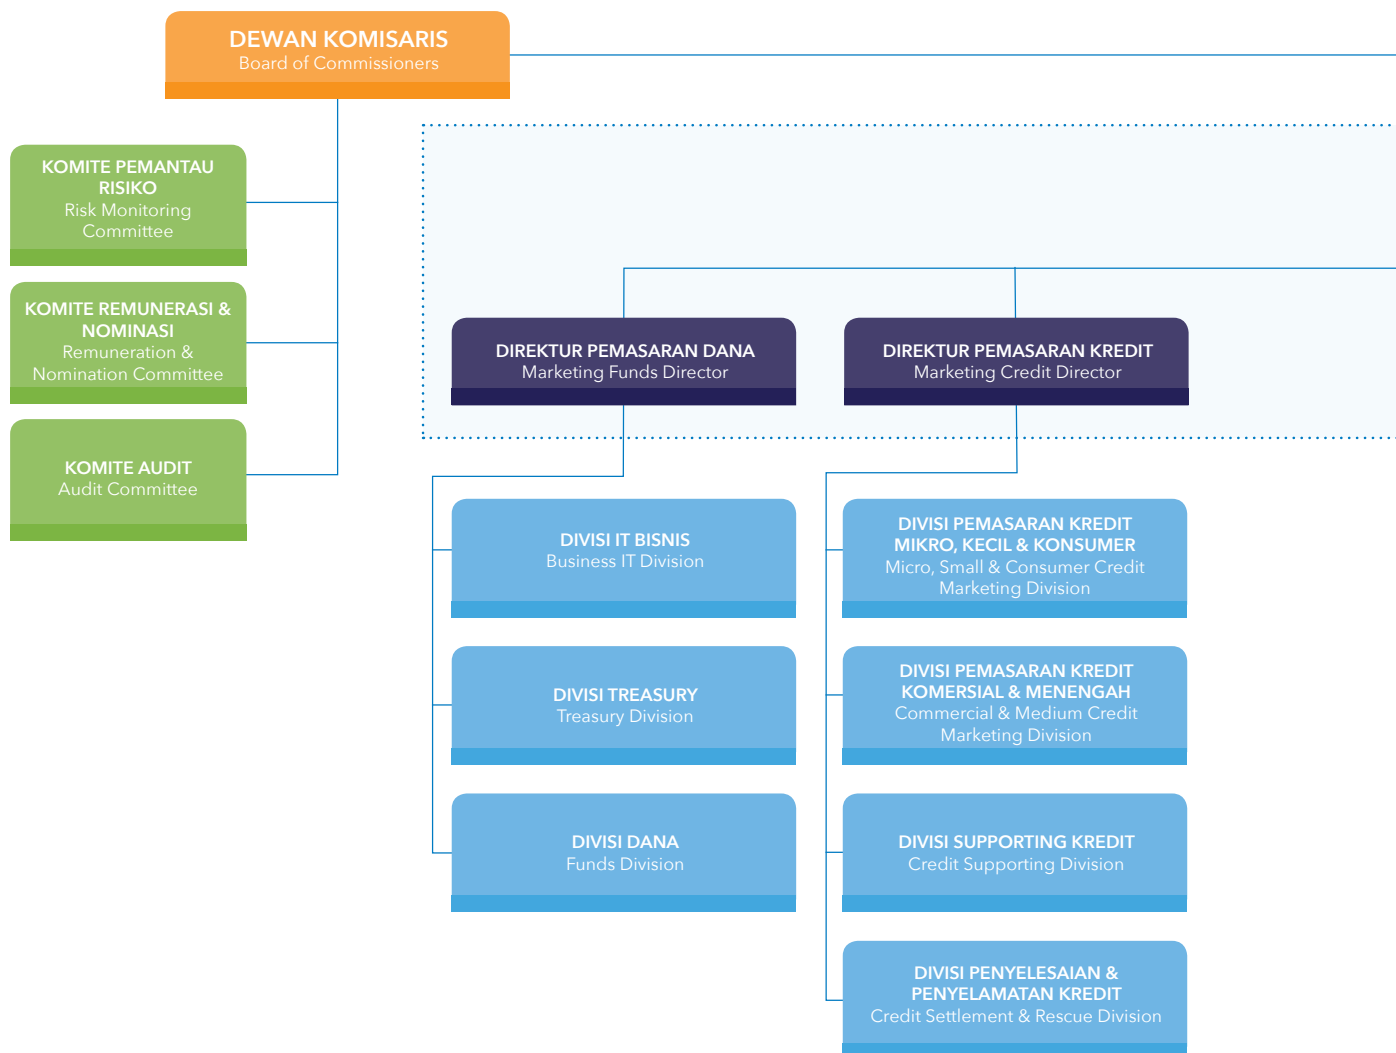 DEWAN KOMISARIS
Board of Commissioners
KOMITE PEMANTAU
RISIKO
Risk Monitoring
Committee
KOMITE REMUNERASI &
NOMINASI
Remuneration &
Nomination Committee
KOMITE AUDIT
Audit Committee
DIREKTUR PEMASARAN DANA
Marketing Funds Director
DIREKTUR PEMASARAN KREDIT
Marketing Credit Director
DIVISI IT BISNIS
Business IT Division
DIVISI TREASURY
Treasury Division
DIVISI DANA
Funds Division
DIVISI PEMASARAN KREDIT
MIKRO, KECIL & KONSUMER
Micro, Small & Consumer Credit
Marketing Division
DIVISI PEMASARAN KREDIT
KOMERSIAL & MENENGAH
Commercial & Medium Credit
Marketing Division
DIVISI SUPPORTING KREDIT
Credit Supporting Division
DIVISI PENYELESAIAN &
PENYELAMATAN KREDIT
Credit Settlement & Rescue Division